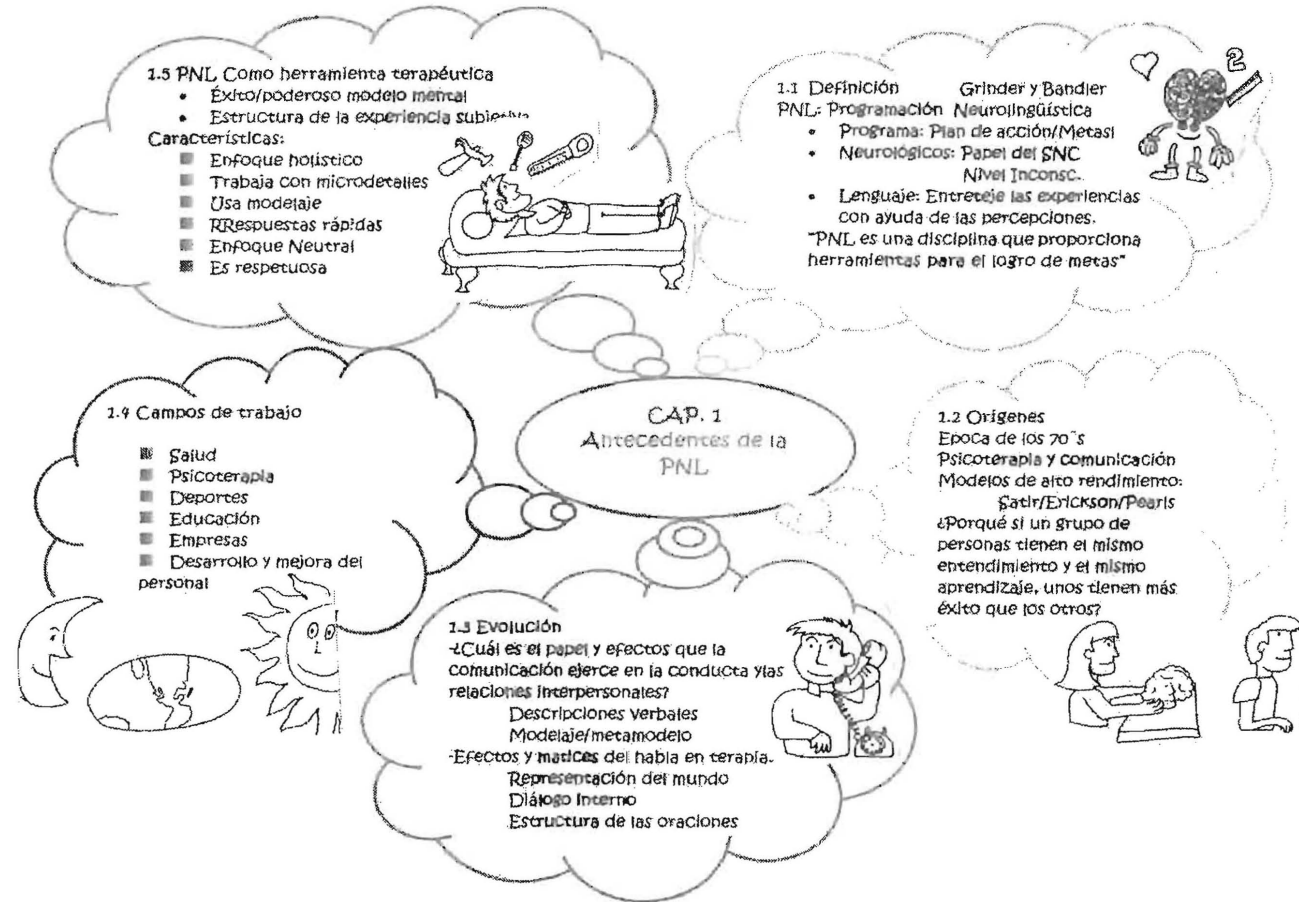 CAP. 1
Antecedentes de la
PNL
1.1 Definición Grinder y Bandler
PNL: Programación Neurolingüística
• Programa: Plan de acción/Metasl
• Neurológicos: Papel del SNC
Nivel Inconsc.
• Lenguaje: Entreteje las experiencias
con ayuda de las percepciones.
"PNL es una disciplina que proporciona
herramientas para el logro de metas"
2
1.2 Orígenes
Epoca de los 70´s
Psicoterapia y comunicación
Modelos de alto rendimiento:
Satir/Erickson/Pearls
¿Porqué si un grupo de
personas tienen el mismo
entendimiento y el mismo
aprendizaje, unos tienen más
éxito que los otros?
1.3 Evolución
-¿Cuál es el papel y efectos que la
comunicación ejerce en la conducta ylas
relaciones interpersonales?
Descripciones verbales
Modelaje/metamodelo
-Efectos y matices del habla en terapia.
Representación del mundo
Diálogo Interno
Estructura de las oraciones
1.4 Campos de trabajo
Salud
Psicoterapia
Deportes
Educación
Empresas
Desarrollo y mejora del
personal
1.5 PNL Como herramienta terapéutica
• Éxito/poderoso modelo mental
• Estructura de la experiencia
Características:
Enfoque holístico
Trabaja con microdetalles
Usa modelaje
RRespuestas rápidas
Enfoque Neutral
Es respetuosa